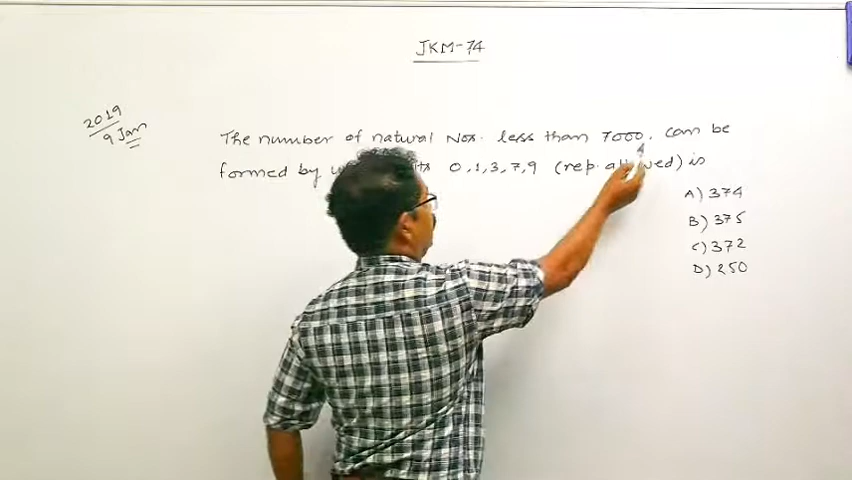 JKM-74
2019
9 Jan
The number of natural Nos. less than 7000, can be
formed by 0,1,3,7,9 (rep. allowed) is
A) 374
B) 375
C) 372
D) 250